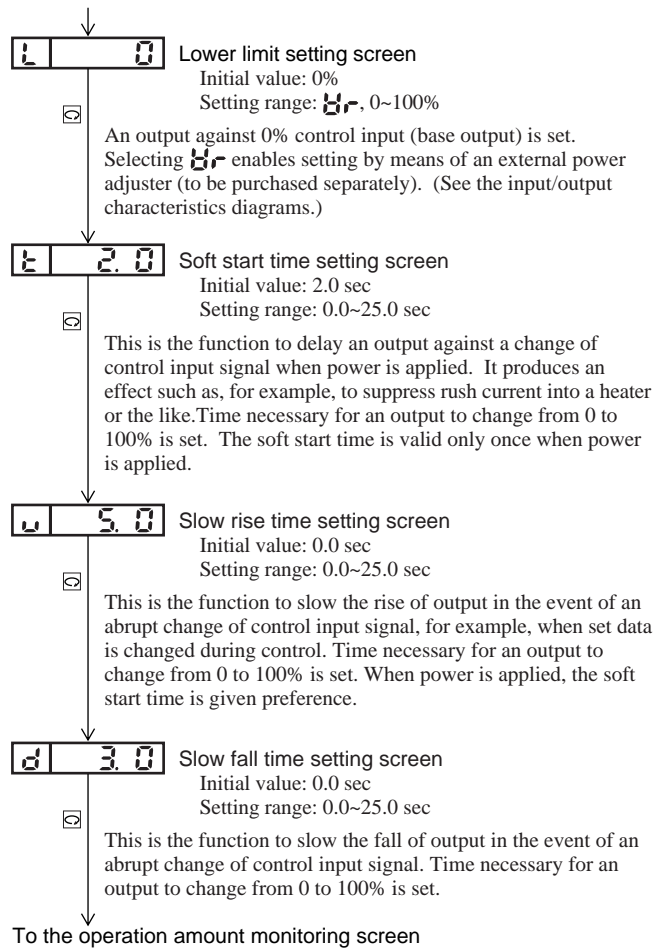 L 0 Lower limit setting screen
Initial value: 0%
Setting range: Hr, 0~100%
C
An output against 0% control input (base output) is set.
Selecting Hr enables setting by means of an external power
adjuster (to be purchased separately). (See the input/output
characteristics diagrams.)
t 2. 0 Soft start time setting screen
Initial value: 2.0 sec
Setting range: 0.0~25.0 sec
C
This is the function to delay an output against a change of
control input signal when power is applied. It produces an
effect such as, for example, to suppress rush current into a heater
or the like.Time necessary for an output to change from 0 to
100% is set. The soft start time is valid only once when power
is applied.
u 5. 0 Slow rise time setting screen
Initial value: 0.0 sec
Setting range: 0.0~25.0 sec
C
This is the function to slow the rise of output in the event of an
abrupt change of control input signal, for example, when set data
is changed during control. Time necessary for an output to
change from 0 to 100% is set. When power is applied, the soft
start time is given preference.
d 3. 0 Slow fall time setting screen
Initial value: 0.0 sec
Setting range: 0.0~25.0 sec
C
This is the function to slow the fall of output in the event of an
abrupt change of control input signal. Time necessary for an
output to change from 0 to 100% is set.
To the operation amount monitoring screen